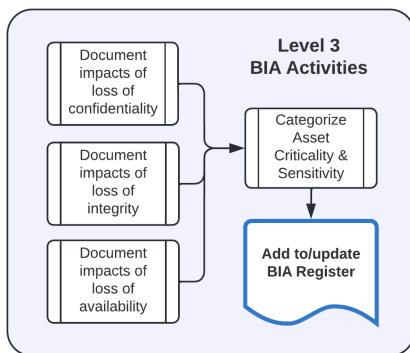 Level 3
BIA Activities
Document
impacts of
loss of
confidentiality
Document
impacts of
loss of
integrity
Document
impacts of
loss of
availability
Categorize
Asset
Criticality &
Sensitivity
Add to/update
BIA Register